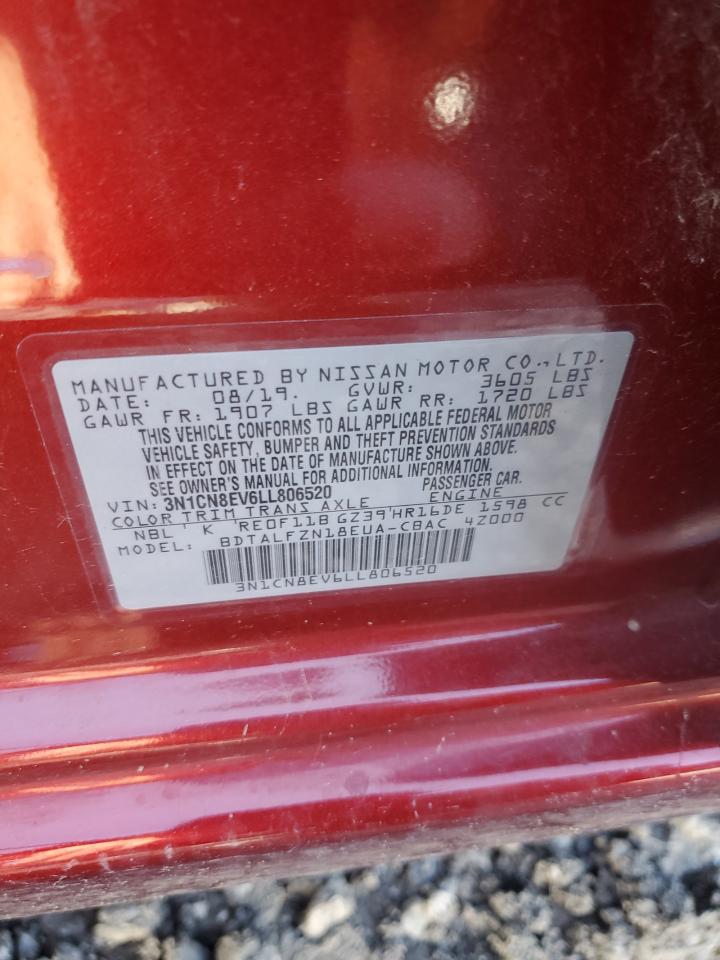 MANUFACTURED BY NISSAN MOTOR CO., LTD.
DATE: 08/19. GVWR: 3605 LBS
GAWR FR: 1907 LBS GAWR RR: 1720 LBS
THIS VEHICLE CONFORMS TO ALL APPLICABLE FEDERAL MOTOR
VEHICLE SAFETY, BUMPER AND THEFT PREVENTION STANDARDS
IN EFFECT ON THE DATE OF MANUFACTURE SHOWN ABOVE.
SEE OWNER'S MANUAL FOR ADDITIONAL INFORMATION.
VIN: 3N1CN8EV6LL806520 PASSENGER CAR.
COLOR TRIM TRANS AXLE ENGINE
NBL ' K 'RE0F11B GZ39'HR16DE 1598 CC
MODEL: BDTALFZN18EUA-CBAC 4Z000
3N1CN8EV6LL806520